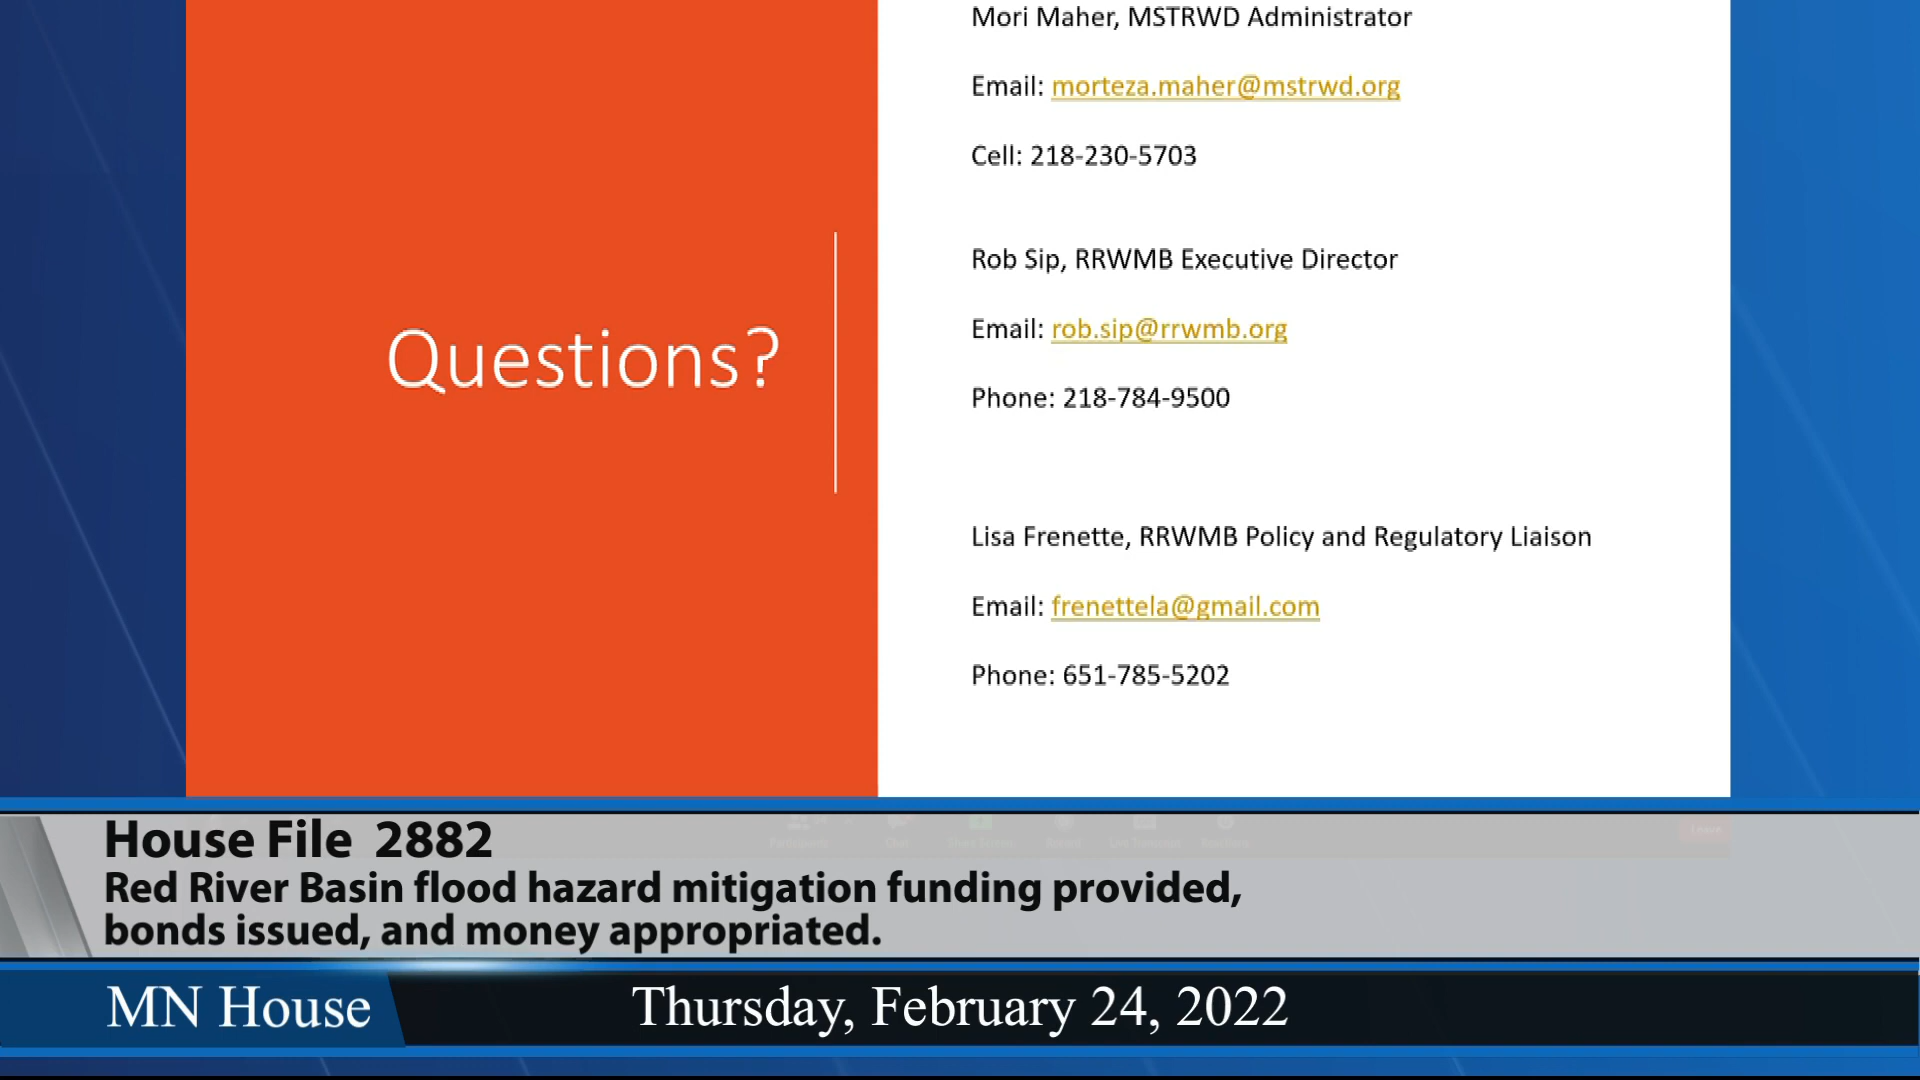 Mori Maher, MSTRWD Administrator
Email: morteza.maher@mstrwd.org
Cell: 218-230-5703
Rob Sip, RRWMB Executive Director
Email: rob.sip@rrwmb.org
Phone: 218-784-9500
Questions?
Lisa Frenette, RRWMB Policy and Regulatory Liaison
Email: frenettela@gmail.com
Phone: 651-785-5202
House File 2882
Red River Basin flood hazard mitigation funding provided,
bonds issued, and money appropriated.
MN House
Thursday, February 24, 2022